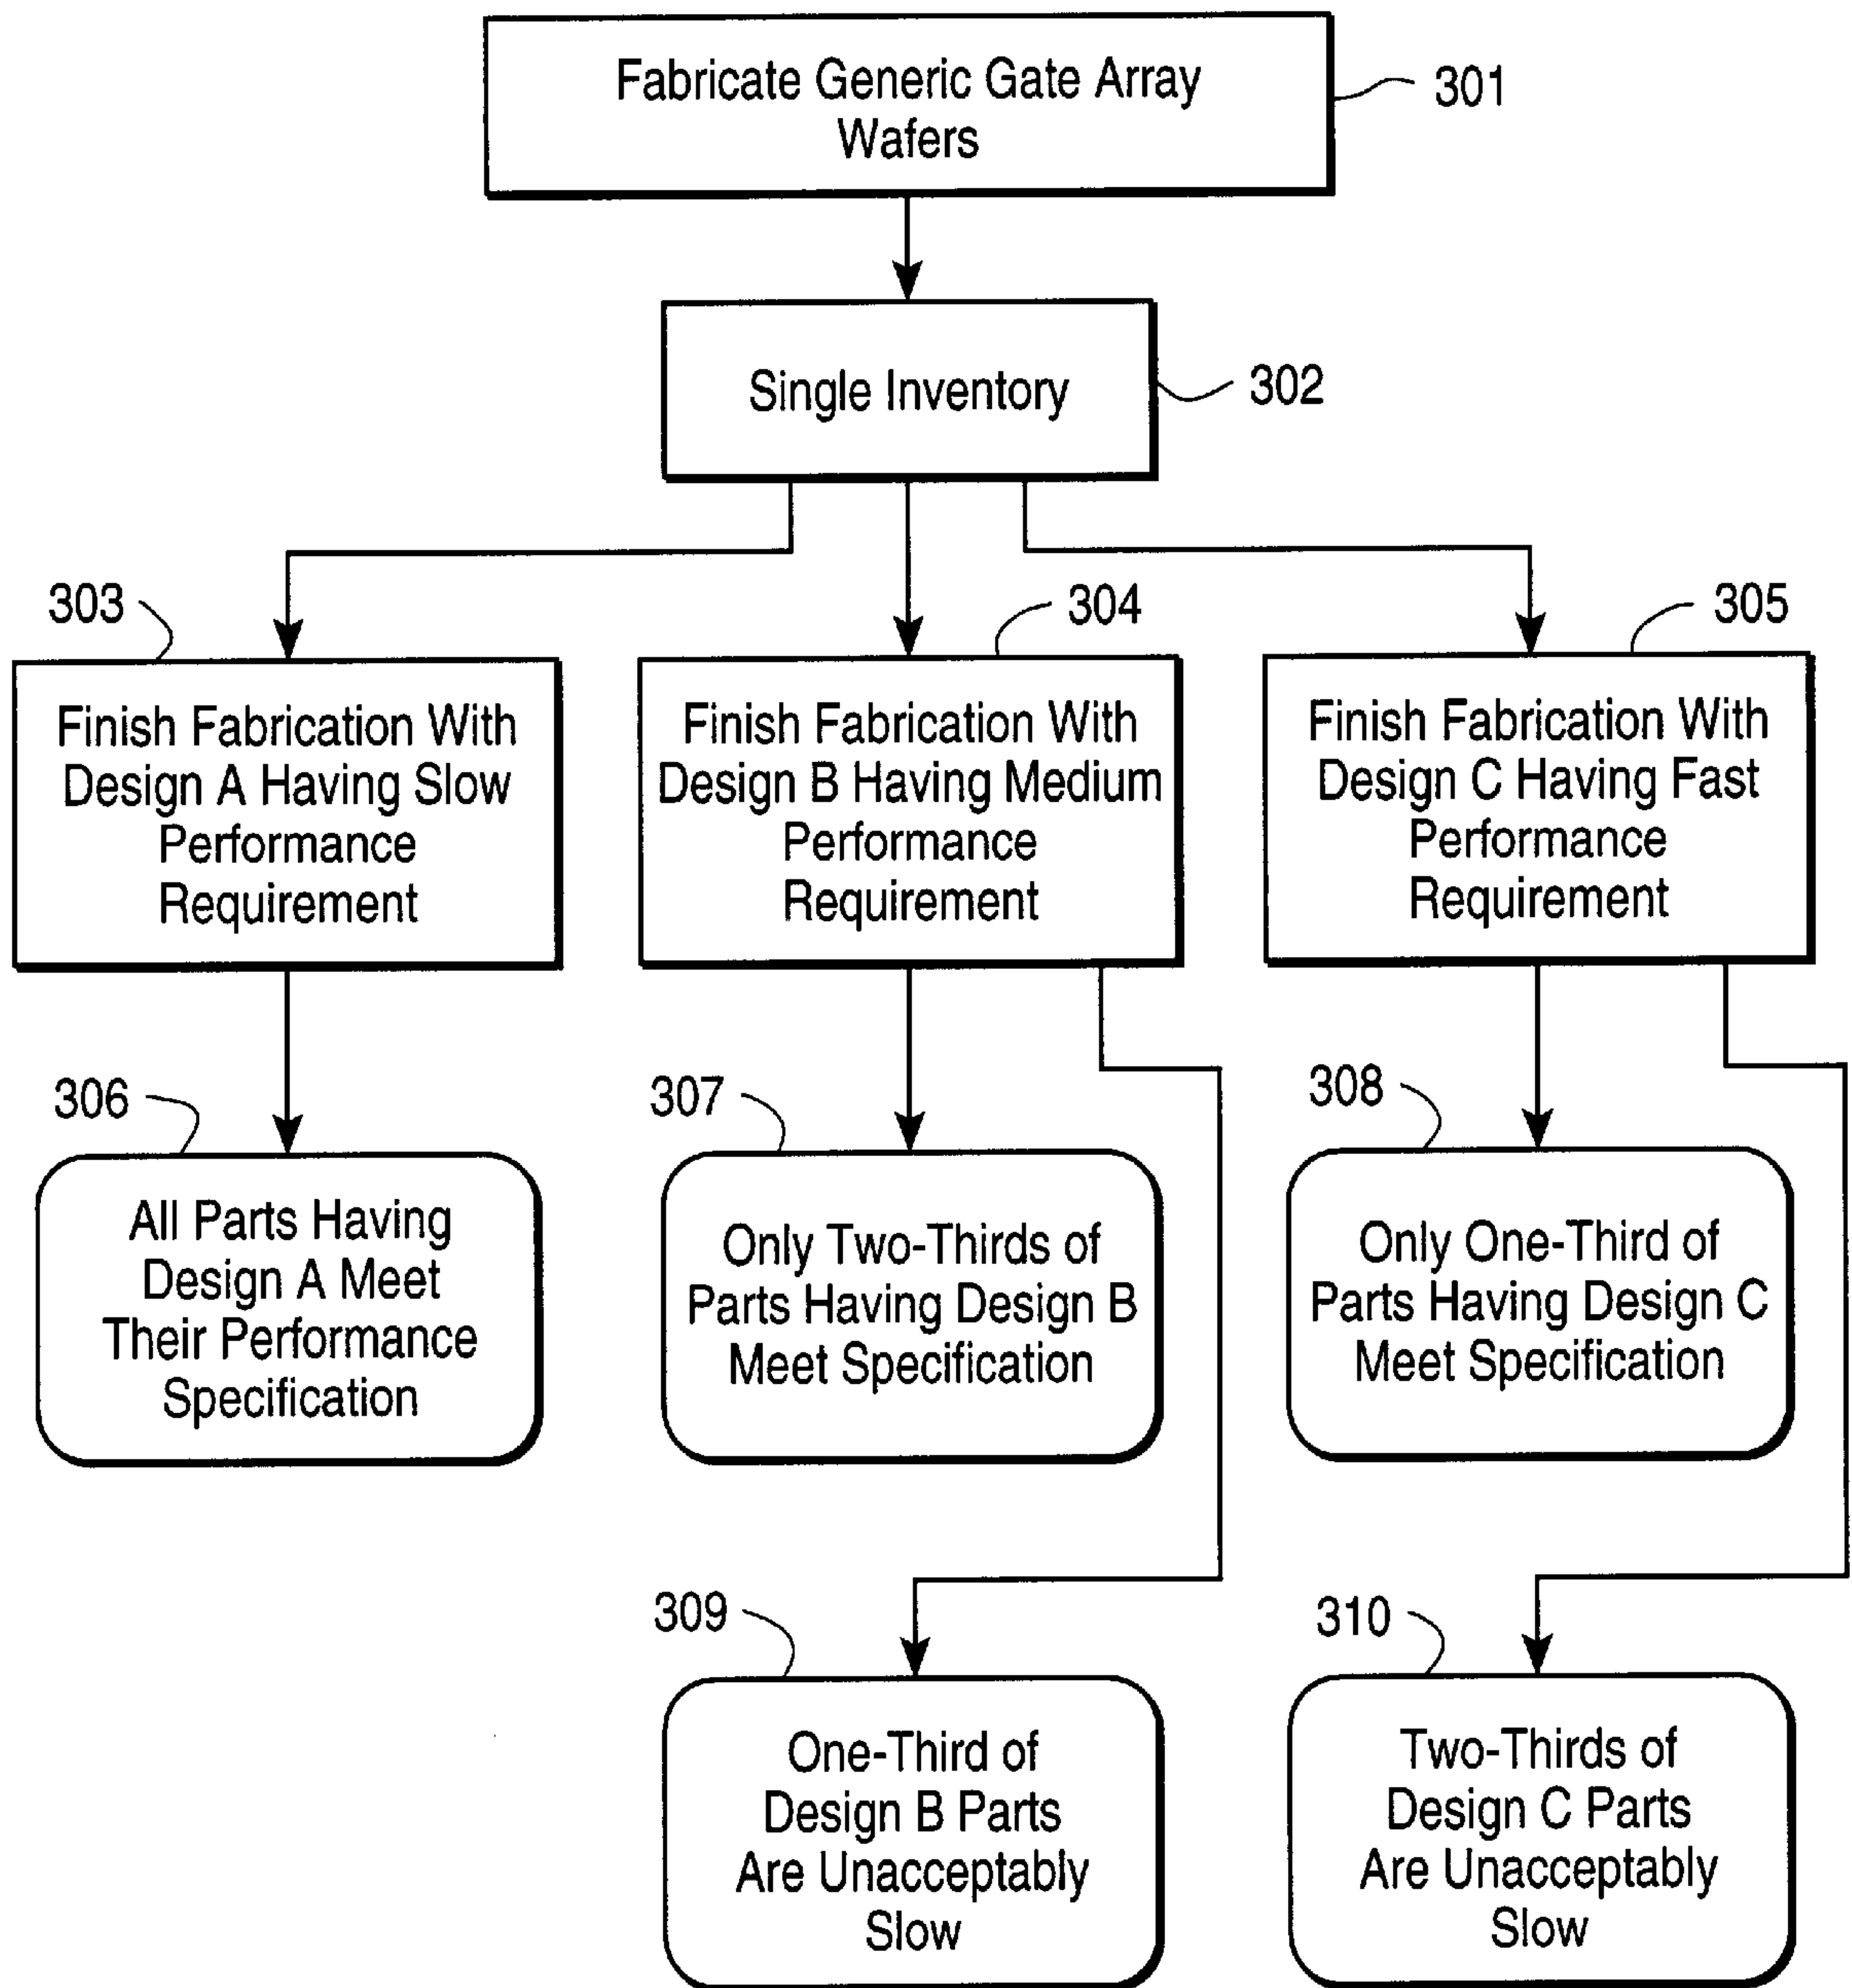 Fabricate Generic Gate Array
Wafers
301
Single Inventory
302
303
304
305
Finish Fabrication With
Design A Having Slow
Performance
Requirement
Finish Fabrication With
Design B Having Medium
Performance
Requirement
Finish Fabrication With
Design C Having Fast
Performance
Requirement
306
307
308
All Parts Having
Design A Meet
Their Performance
Specification
Only Two-Thirds of
Parts Having Design B
Meet Specification
Only One-Third of
Parts Having Design C
Meet Specification
309
310
One-Third of
Design B Parts
Are Unacceptably
Slow
Two-Thirds of
Design C Parts
Are Unacceptably
Slow